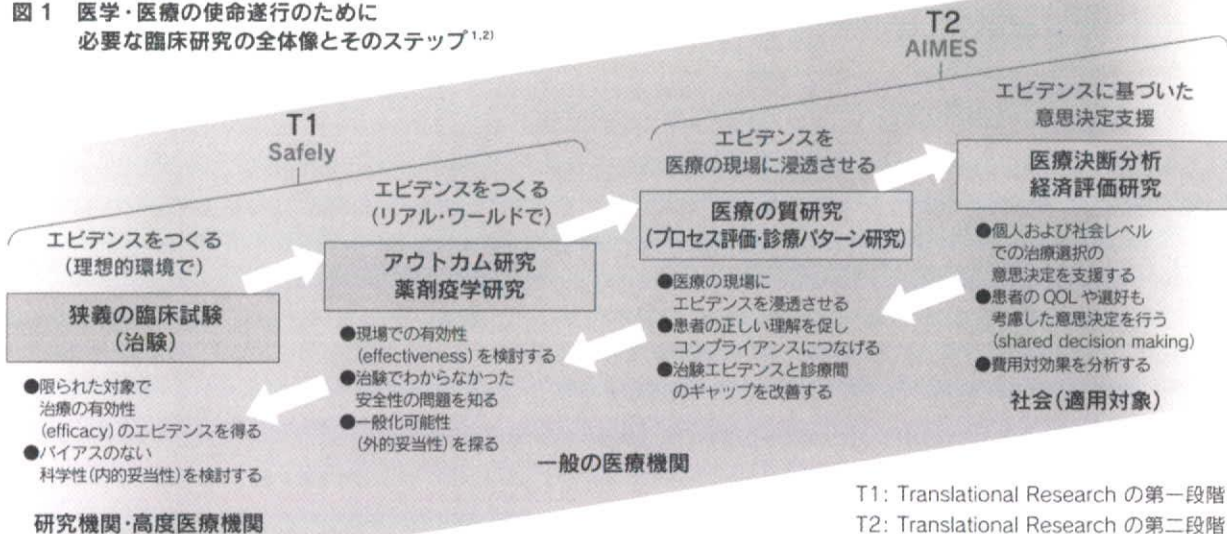 図 1 医学・医療の使命遂行のために
必要な臨床研究の全体像とそのステップ1,2)
T1
Safely
エビデンスをつくる
(理想的環境で)
狭義の臨床試験
(治験)
●限られた対象で
治療の有効性
(efficacy)のエビデンスを得る
●バイアスのない
科学性(内的妥当性)を検討する
研究機関・高度医療機関
エビデンスをつくる
(リアル・ワールドで)
アウトカム研究
薬剤疫学研究
●現場での有効性
(effectiveness)を検討する
●治験でわからなかった
安全性の問題を知る
●一般化可能性
(外的妥当性)を探る
一般の医療機関
T2
AIMES
エビデンスを
医療の現場に浸透させる
医療の質研究
(プロセス評価・診療パターン研究)
●医療の現場に
エビデンスを浸透させる
●患者の正しい理解を促し
コンプライアンスにつなげる
●治験エビデンスと診療間
のギャップを改善する
エビデンスに基づいた
意思決定支援
医療決断分析
経済評価研究
●個人および社会レベル
での治療選択の
意思決定を支援する
●患者の QOL や選好も
考慮した意思決定を行う
(shared decision making)
●費用対効果を分析する
社会(適用対象)
T1: Translational Research の第一段階
T2: Translational Research の第二段階